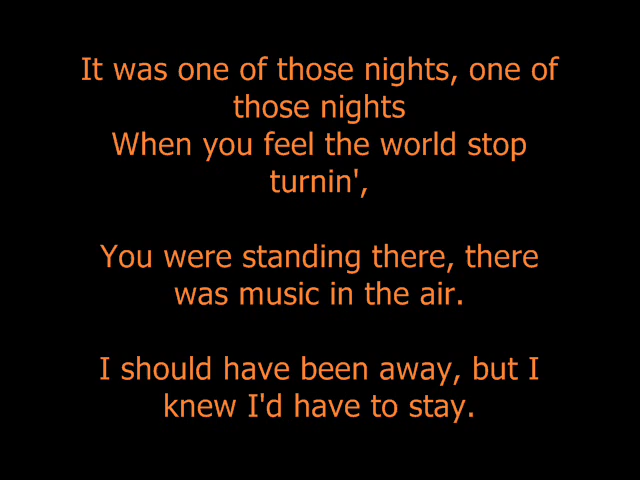 It was one of those nights, one of
those nights
When you feel the world stop
turnin',
You were standing there, there
was music in the air.
I should have been away, but I
knew I'd have to stay.